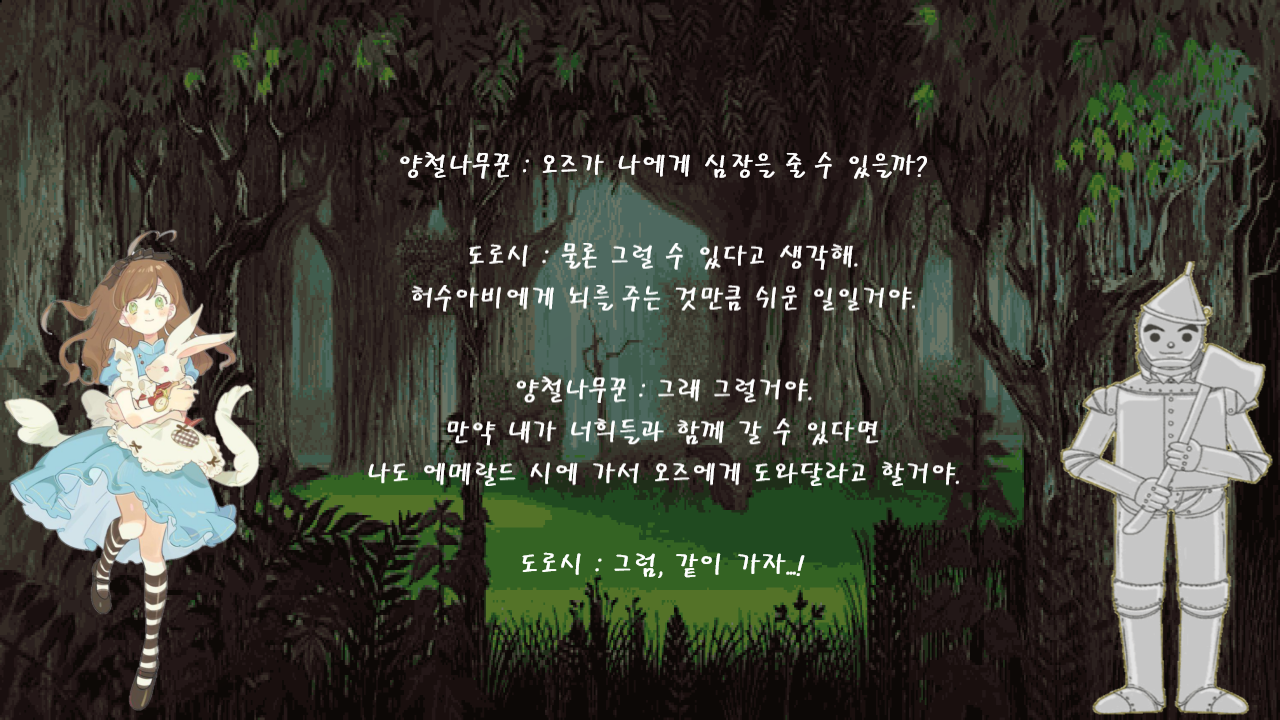 양철나무꾼 : 오즈가 나에게 심장을 줄 수 있을까?
도로시 : 물론 그럴 수 있다고 생각해.
허수아비에게 뇌를 주는 것만큼 쉬운 일일거야.
양철나무꾼 : 그래 그럴거야.
만약 내가 너희들과 함께 갈 수 있다면
나도 에메랄드 시에 가서 오즈에게 도와달라고 할거야.
도로시 : 그럼, 같이 가자...!